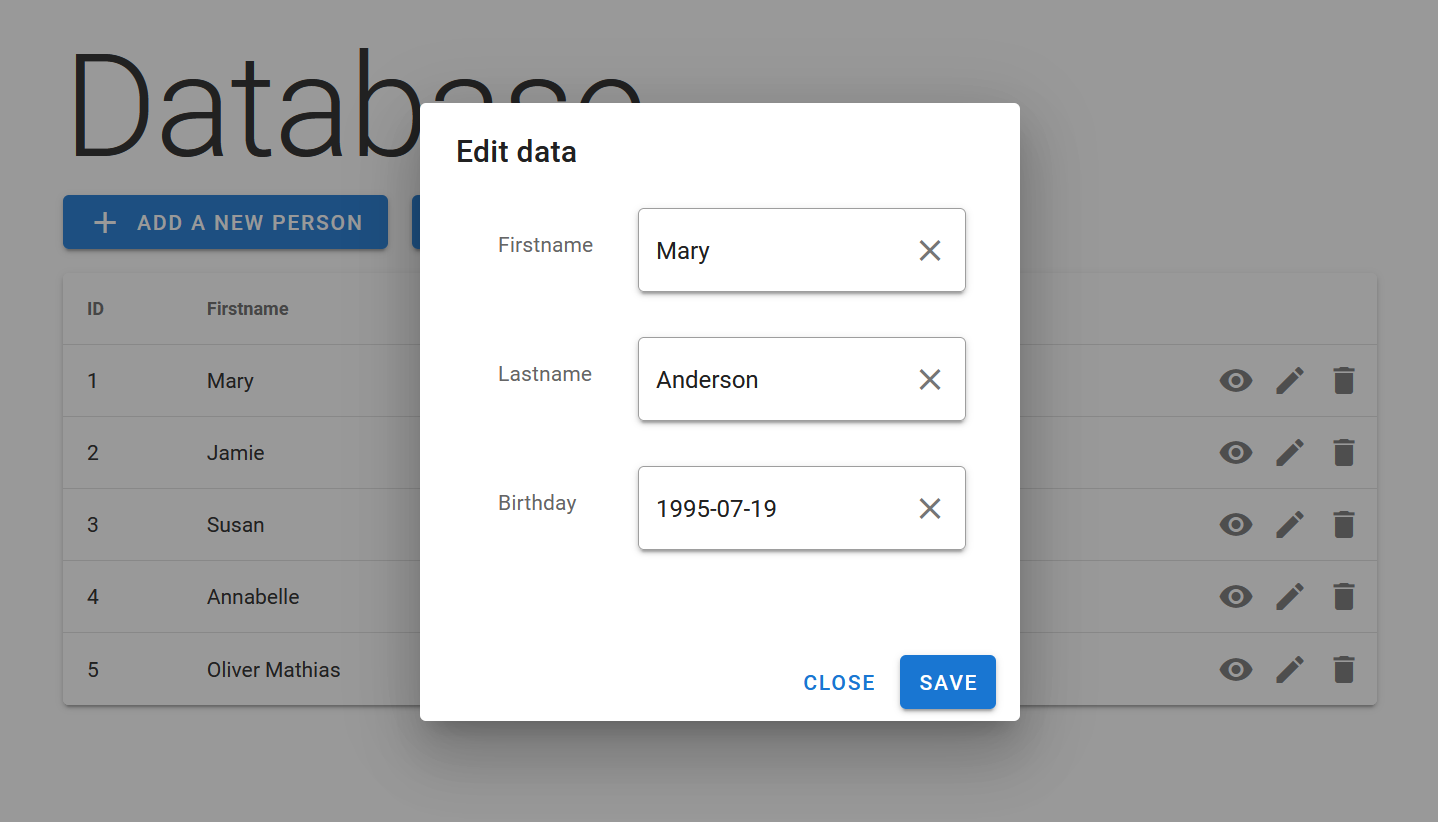 Database
ADD A NEW PERSON
ID Firstname
1 Mary
2 Jamie
3 Susan
4 Annabelle
5 Oliver Mathias
Edit data
Firstname Mary
Lastname Anderson
Birthday 1995-07-19
CLOSE SAVE